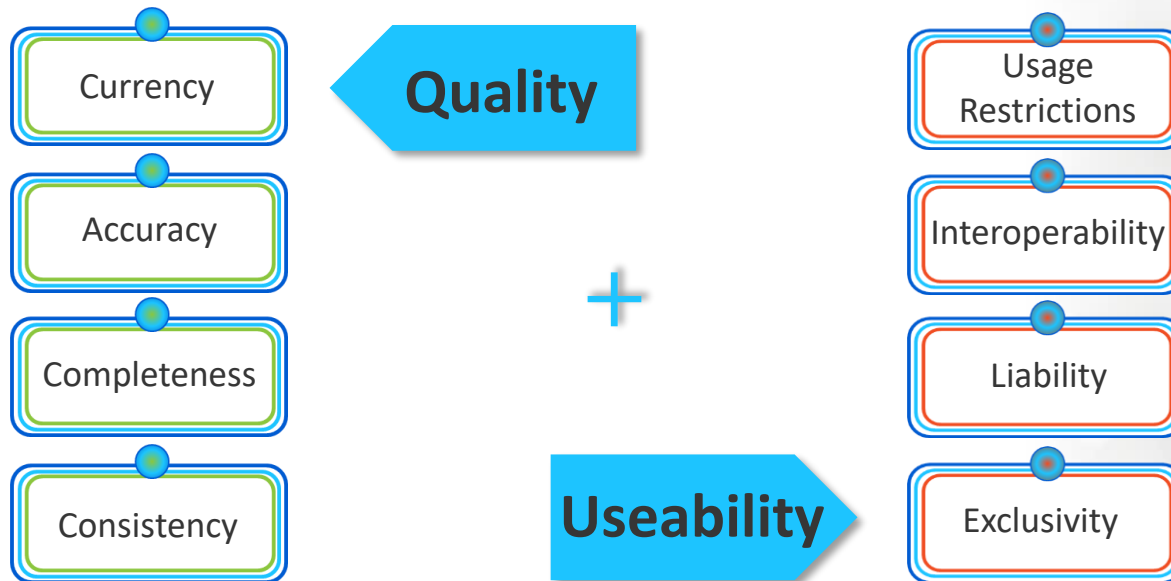 Currency
Accuracy
Completeness
Consistency
Quality
+
Useability
Usage
Restrictions
Interoperability
Liability
Exclusivity